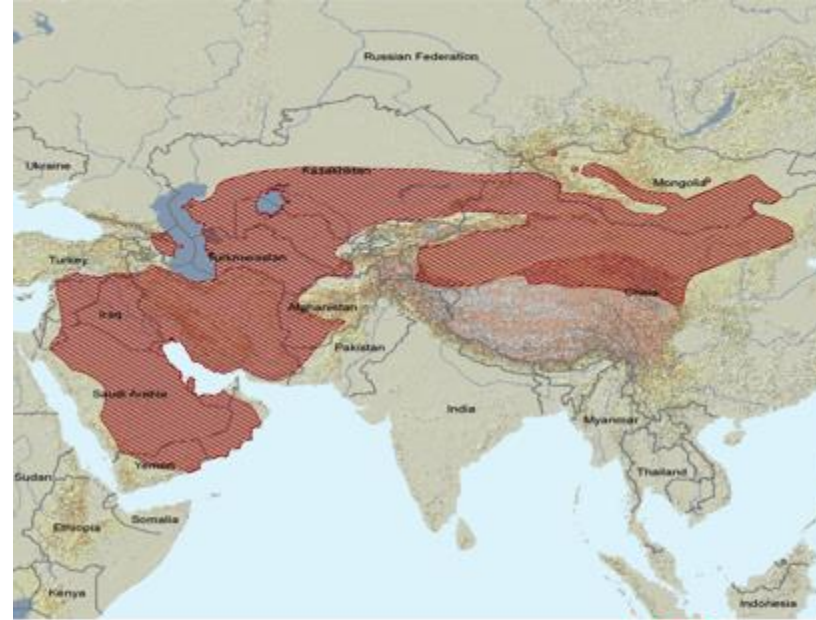 Russian Federation
Ukraine
Kazakhstan
Mongolia
Turkey
Turkmenistan
China
Iraq
Afghanistan
Pakistan
Saudi Arabia
India
Myanmar
Yemen
Thailand
Sudan
Somalia
Ethiopia
Kenya
Indonesia